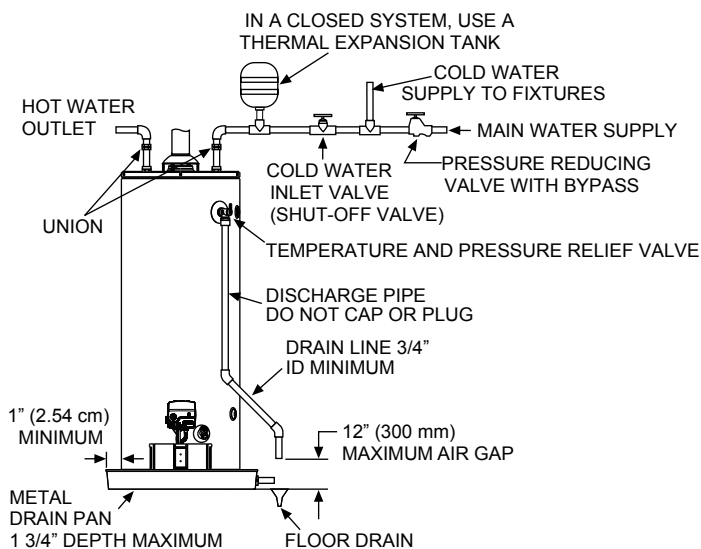 IN A CLOSED SYSTEM, USE A
THERMAL EXPANSION TANK
COLD WATER
SUPPLY TO FIXTURES
HOT WATER
OUTLET
MAIN WATER SUPPLY
COLD WATER
INLET VALVE
(SHUT-OFF VALVE)
PRESSURE REDUCING
VALVE WITH BYPASS
UNION
TEMPERATURE AND PRESSURE RELIEF VALVE
DISCHARGE PIPE
DO NOT CAP OR PLUG
DRAIN LINE 3/4”
ID MINIMUM
1” (2.54 cm)
MINIMUM
12” (300 mm)
MAXIMUM AIR GAP
METAL
DRAIN PAN
1 3/4” DEPTH MAXIMUM
FLOOR DRAIN